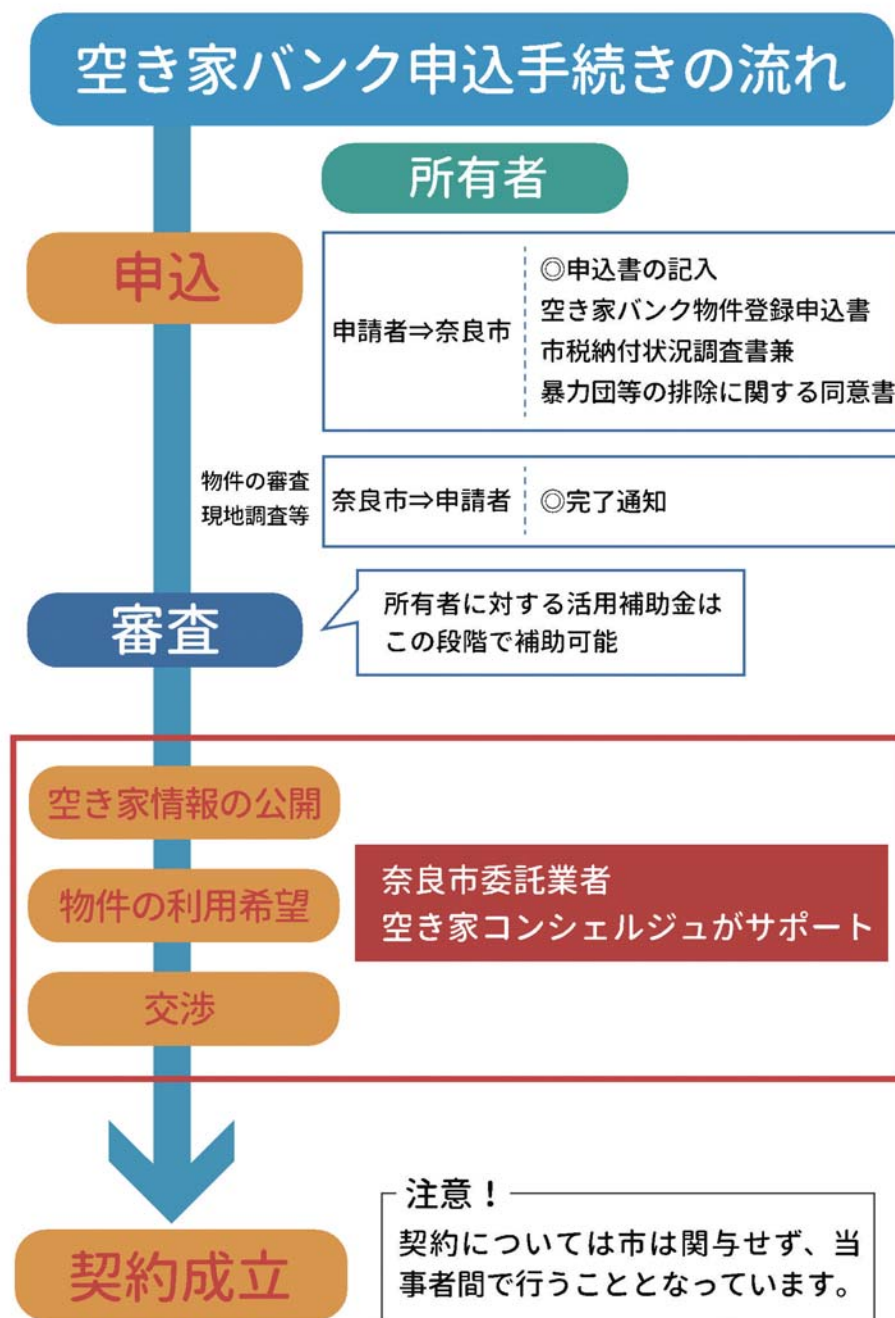 空き家バンク申込手続きの流れ
所有者
申込
申請者⇒奈良市
◎申込書の記入
空き家バンク物件登録申込書
市税納付状況調査書兼
暴力団等の排除に関する同意書
物件の審査
現地調査等
奈良市⇒申請者
◎完了通知
審査
所有者に対する活用補助金は
この段階で補助可能
空き家情報の公開
物件の利用希望
交渉
奈良市委託業者
空き家コンシェルジュがサポート
契約成立
注意！
契約については市は関与せず、当
事者間で行うこととなっています。